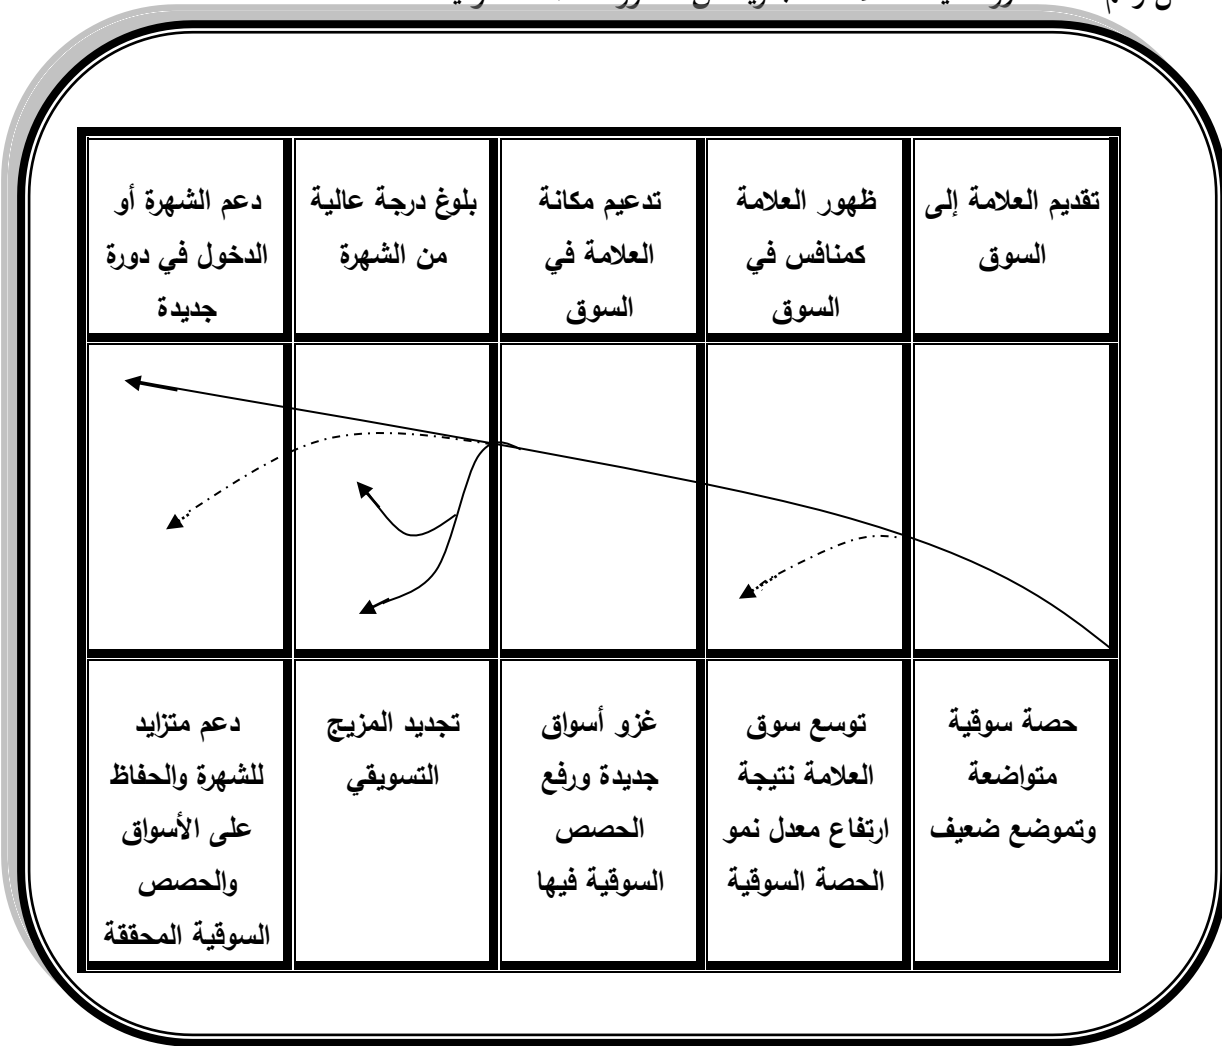 تقديم العلامة إلى
السوق
ظهور العلامة
كمنافس في
السوق
تدعيم مكانة
العلامة في
السوق
بلوغ درجة عالية
من الشهرة
دعم الشهرة أو
الدخول في دورة
جديدة
حصة سوقية
متواضعة
وتموضع ضعيف
توسع سوق
العلامة نتيجة
ارتفاع معدل نمو
الحصة السوقية
غزو أسواق
جديدة ورفع
الحصص
السوقية فيها
تجديد المزيج
التسويقي
دعم متزايد
للشهرة والحفاظ
على الأسواق
والحصص
السوقية المحققة